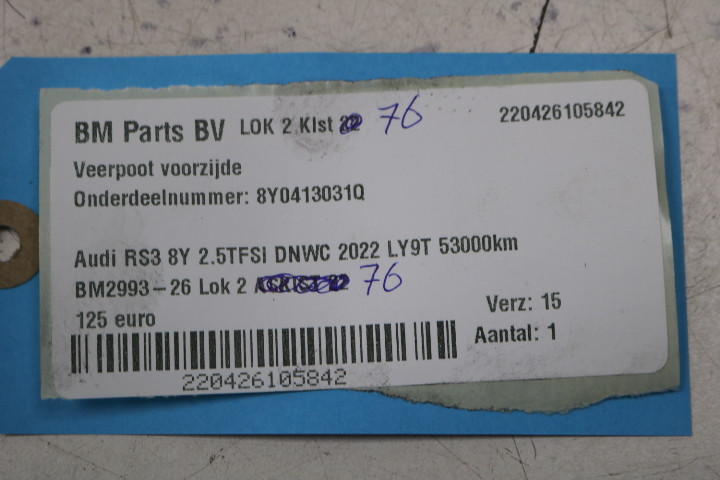 BM Parts BV LOK 2 Klst 76 220426105842
Veerpoot voorzijde
Onderdeelnummer: 8Y0413031Q
Audi RS3 8Y 2.5TFSI DNWC 2022 LY9T 53000km
BM2993-26 Lok 2 76
Verz: 15
125 euro
Aantal: 1
220426105842